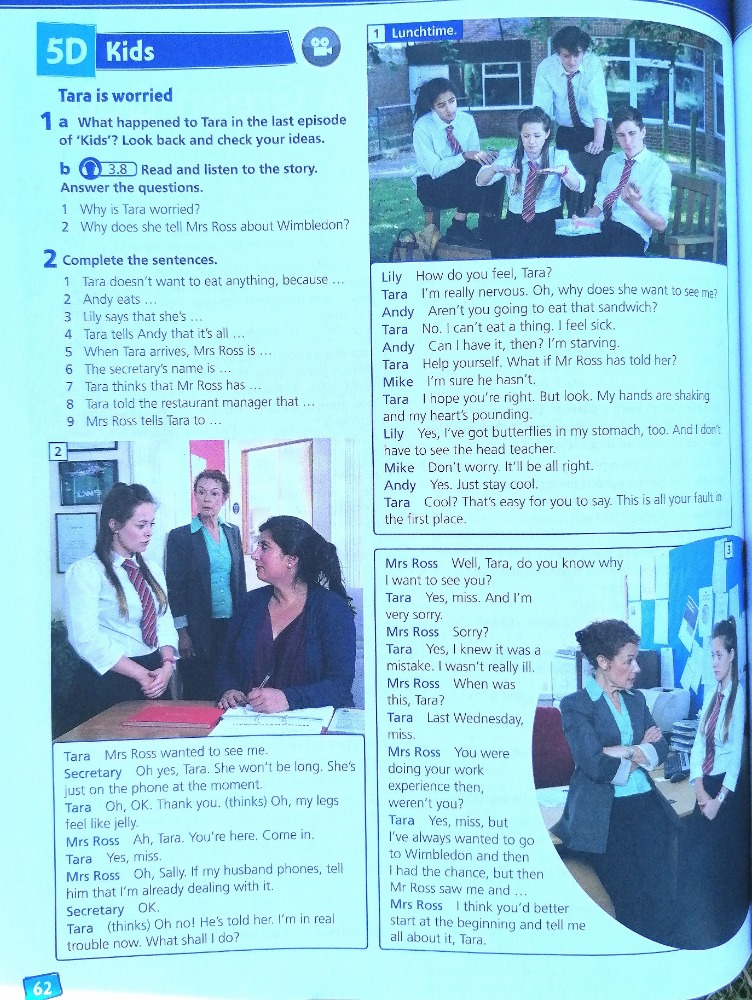 5D Kids
Tara is worried
1 a What happened to Tara in the last episode
of 'Kids'? Look back and check your ideas.
b 3.8 Read and listen to the story.
Answer the questions.
1 Why is Tara worried?
2 Why does she tell Mrs Ross about Wimbledon?
2 Complete the sentences.
1 Tara doesn't want to eat anything, because ...
2 Andy eats ...
3 Lily says that she's ...
4 Tara tells Andy that it's all ...
5 When Tara arrives, Mrs Ross is ...
6 The secretary's name is ...
7 Tara thinks that Mr Ross has ...
8 Tara told the restaurant manager that ...
9 Mrs Ross tells Tara to ...
1 Lunchtime.
Lily How do you feel, Tara?
Tara I'm really nervous. Oh, why does she want to see me?
Andy Aren't you going to eat that sandwich?
Tara No. I can't eat a thing. I feel sick.
Andy Can I have it, then? I'm starving.
Tara Help yourself. What if Mr Ross has told her?
Mike I'm sure he hasn't.
Tara I hope you're right. But look. My hands are shaking
and my heart's pounding.
Lily Yes, I've got butterflies in my stomach, too. And I don't
have to see the head teacher.
Mike Don't worry. It'll be all right.
Andy Yes. Just stay cool.
Tara Cool? That's easy for you to say. This is all your fault in
the first place.
2
Tara Mrs Ross wanted to see me.
Secretary Oh yes, Tara. She won't be long. She's
just on the phone at the moment.
Tara Oh, OK. Thank you. (thinks) Oh, my legs
feel like jelly.
Mrs Ross Ah, Tara. You're here. Come in.
Tara Yes, miss.
Mrs Ross Oh, Sally. If my husband phones, tell
him that I'm already dealing with it.
Secretary OK.
Tara (thinks) Oh no! He's told her. I'm in real
trouble now. What shall I do?
3
Mrs Ross Well, Tara, do you know why
I want to see you?
Tara Yes, miss. And I'm
very sorry.
Mrs Ross Sorry?
Tara Yes, I knew it was a
mistake. I wasn't really ill.
Mrs Ross When was
this, Tara?
Tara Last Wednesday,
miss.
Mrs Ross You were
doing your work
experience then,
weren't you?
Tara Yes, miss, but
I've always wanted to go
to Wimbledon and then
I had the chance, but then
Mr Ross saw me and ...
Mrs Ross I think you'd better
start at the beginning and tell me
all about it, Tara.
62